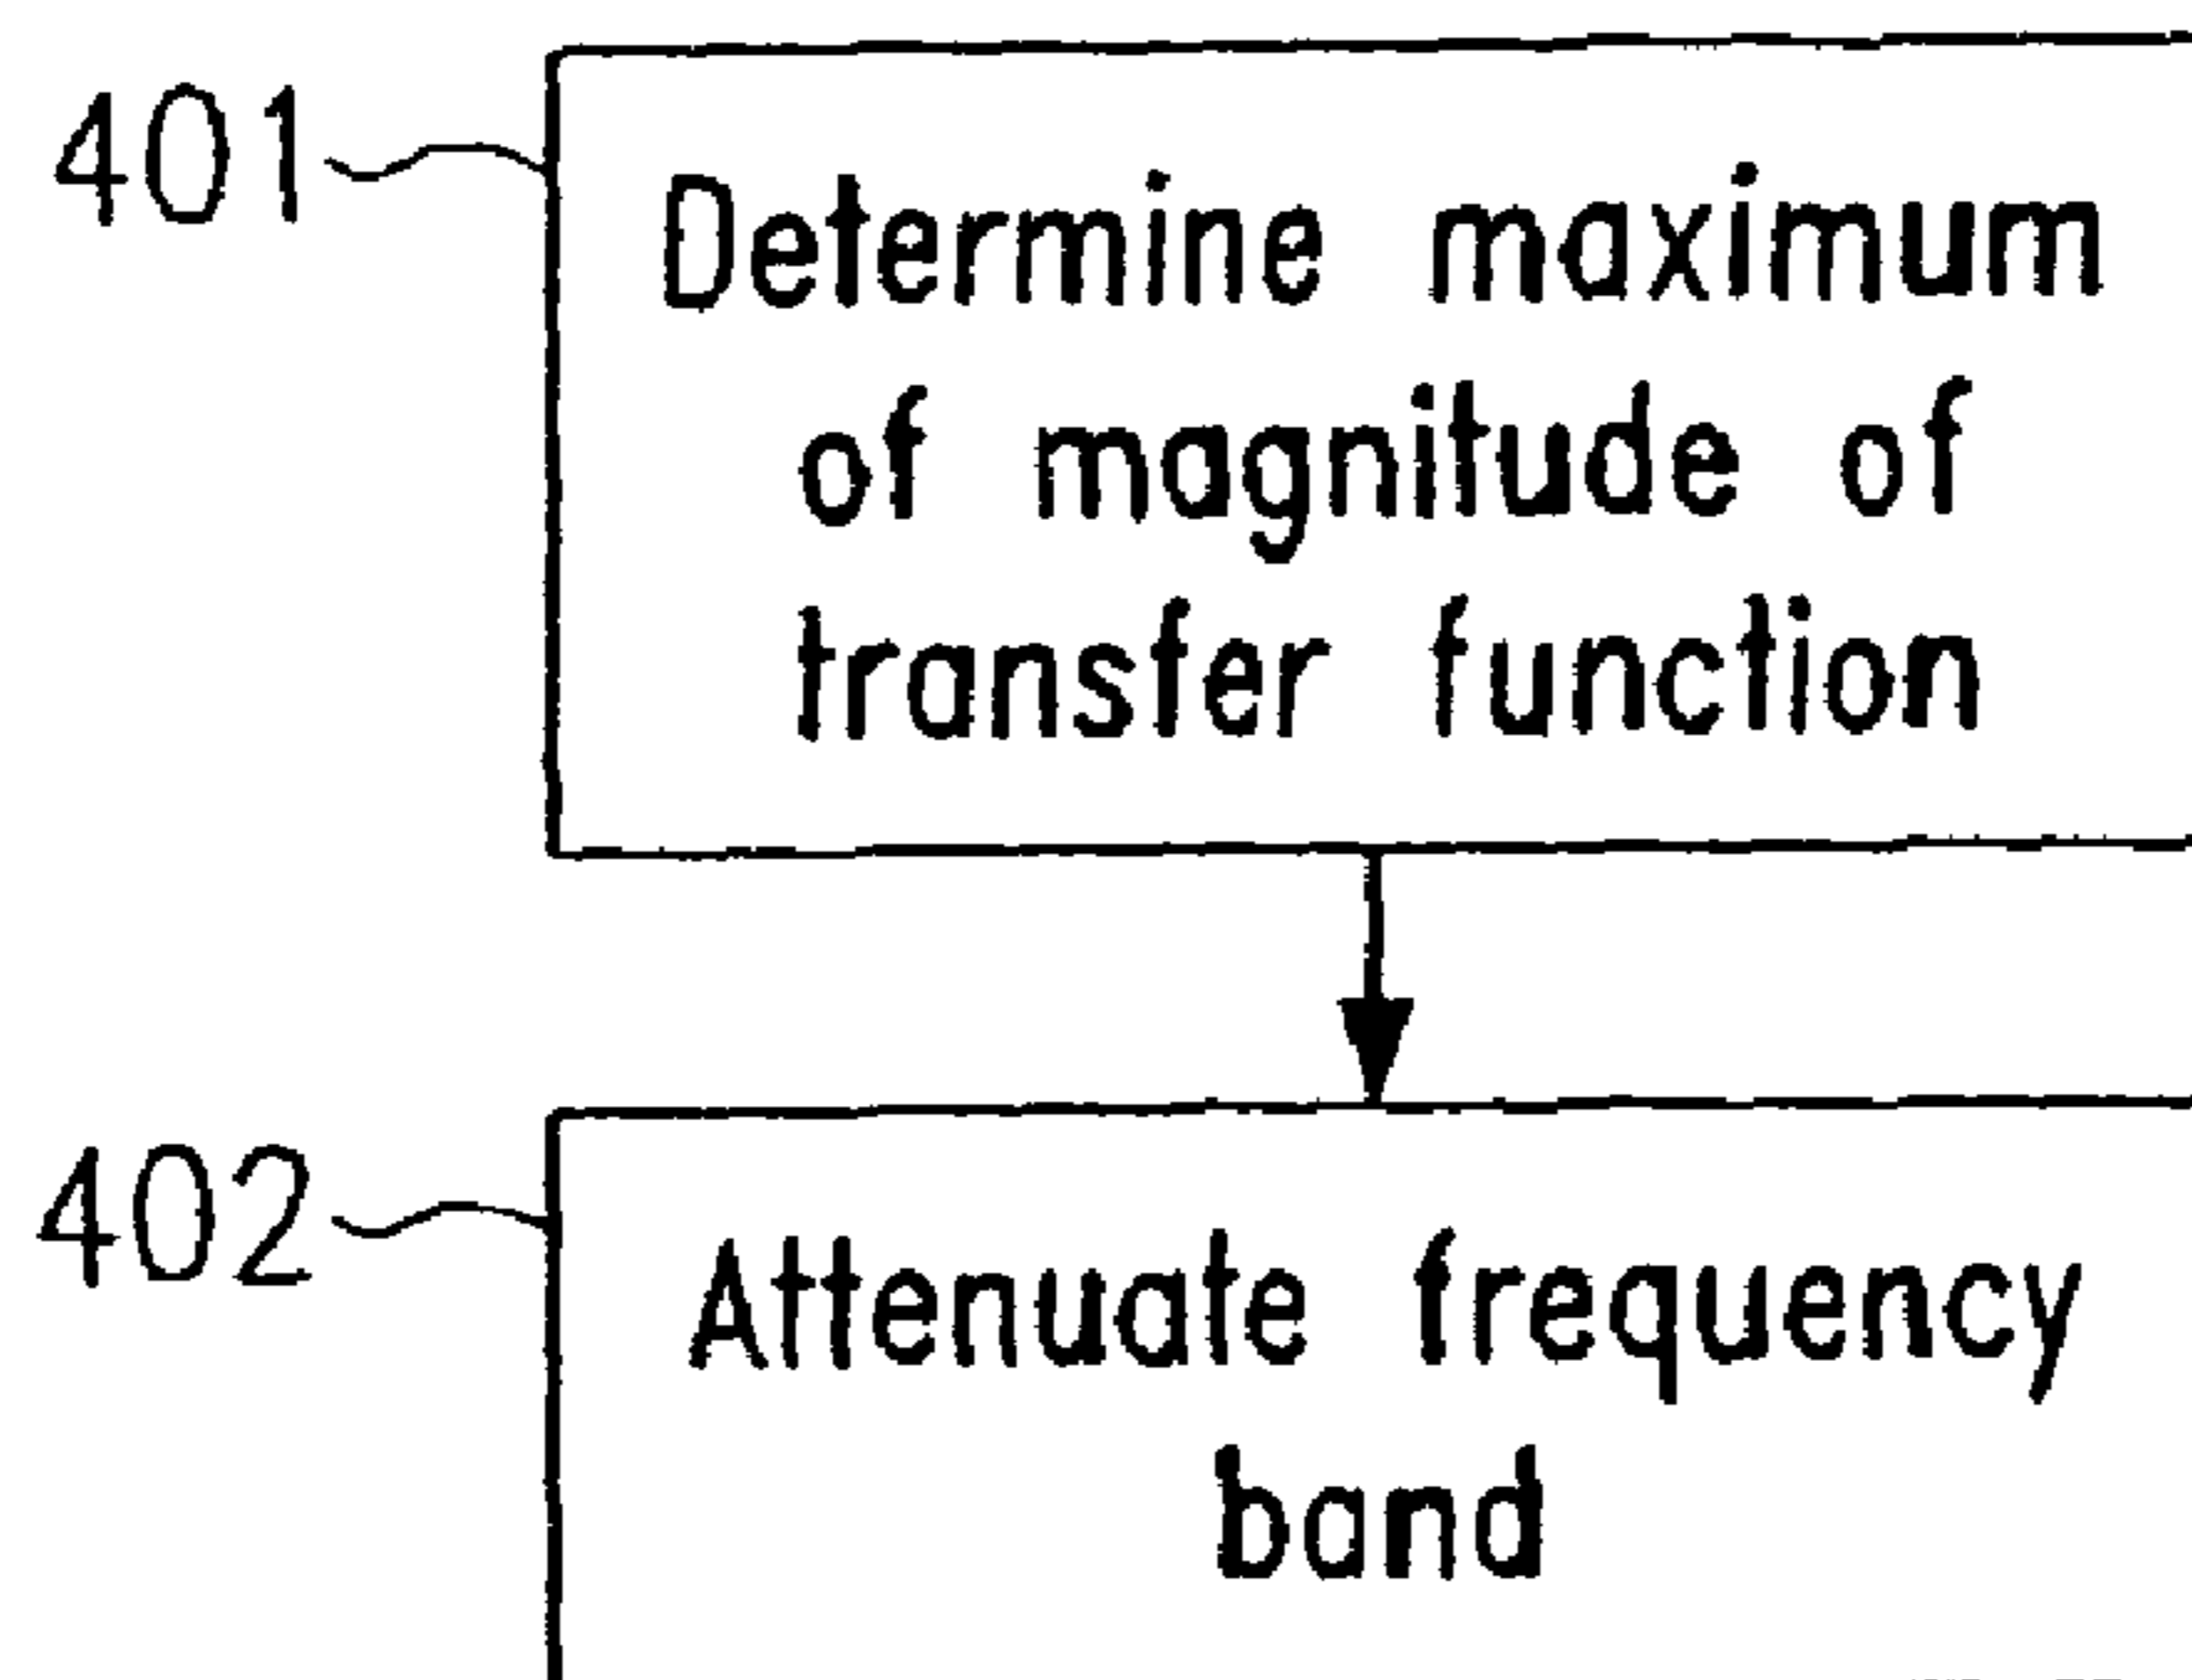 401
Determine maximum
of magnitude of
transfer function
402
Attenuate frequency
band